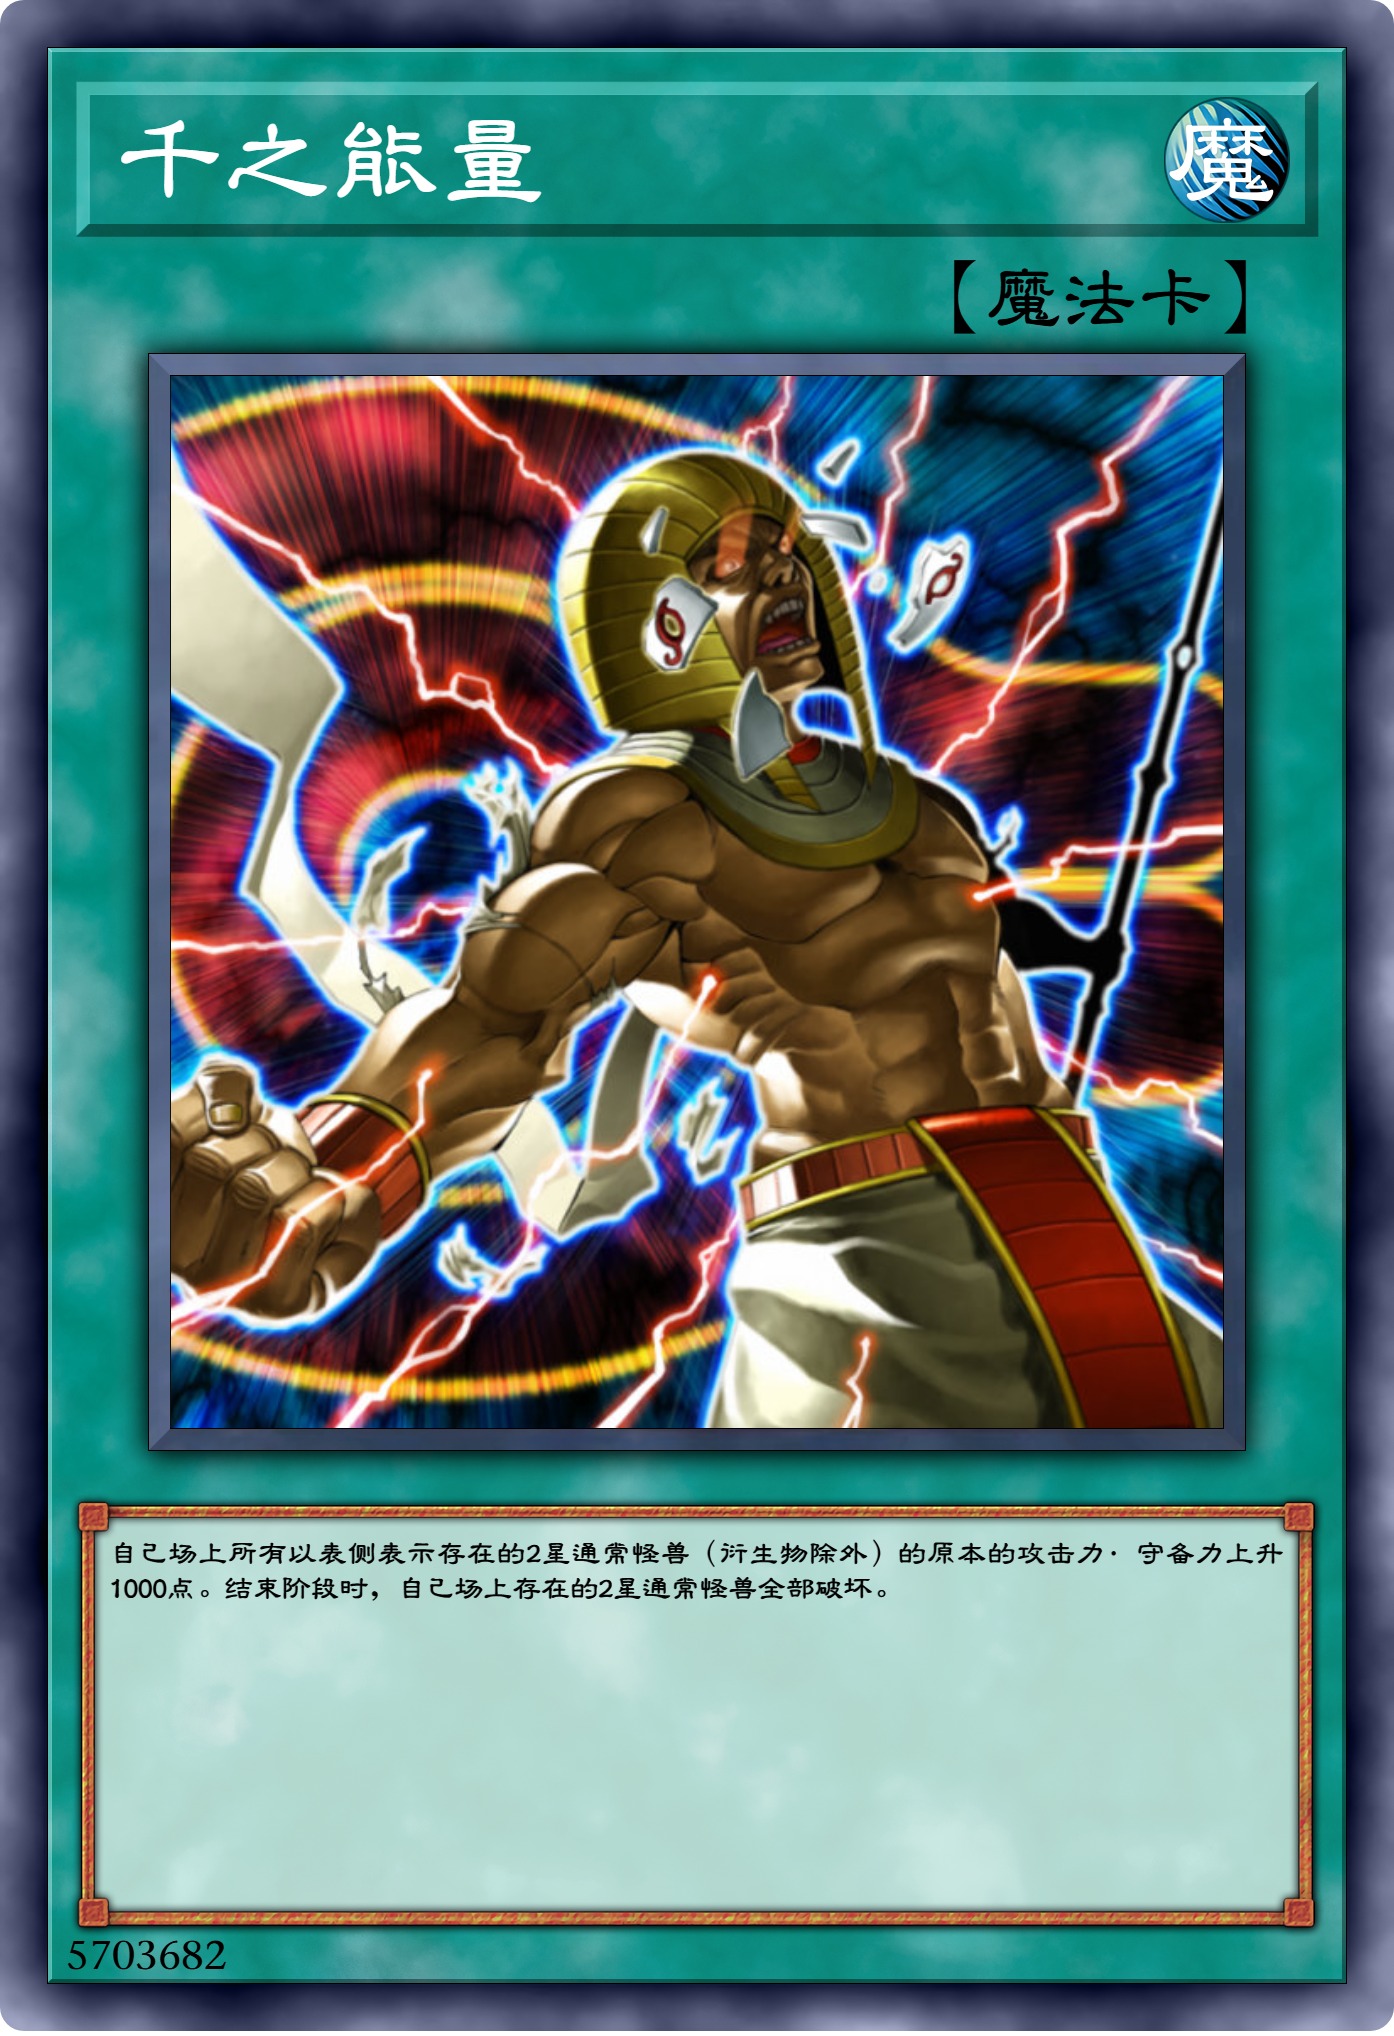 千之能量
魔
【魔法卡】
自己场上所有以表侧表示存在的2星通常怪兽（衍生物除外）的原本的攻击力·守备力上升
1000点。结束阶段时，自己场上存在的2星通常怪兽全部破坏。
5703682